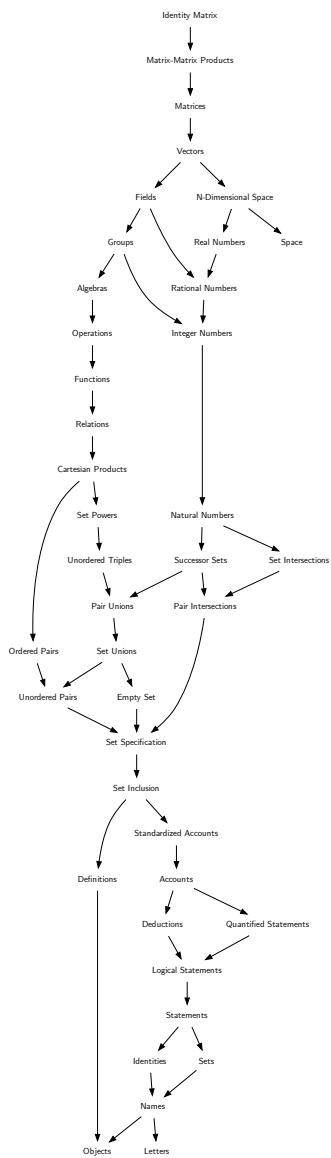 Identity Matrix
Matrix-Matrix Products
Matrices
Vectors
Fields
N-Dimensional Space
Groups
Real Numbers
Space
Algebras
Rational Numbers
Operations
Integer Numbers
Functions
Relations
Cartesian Products
Set Powers
Natural Numbers
Unordered Triples
Successor Sets
Set Intersections
Pair Unions
Pair Intersections
Ordered Pairs
Set Unions
Unordered Pairs
Empty Set
Set Specification
Set Inclusion
Standardized Accounts
Definitions
Accounts
Deductions
Quantified Statements
Logical Statements
Statements
Identities
Sets
Names
Objects
Letters